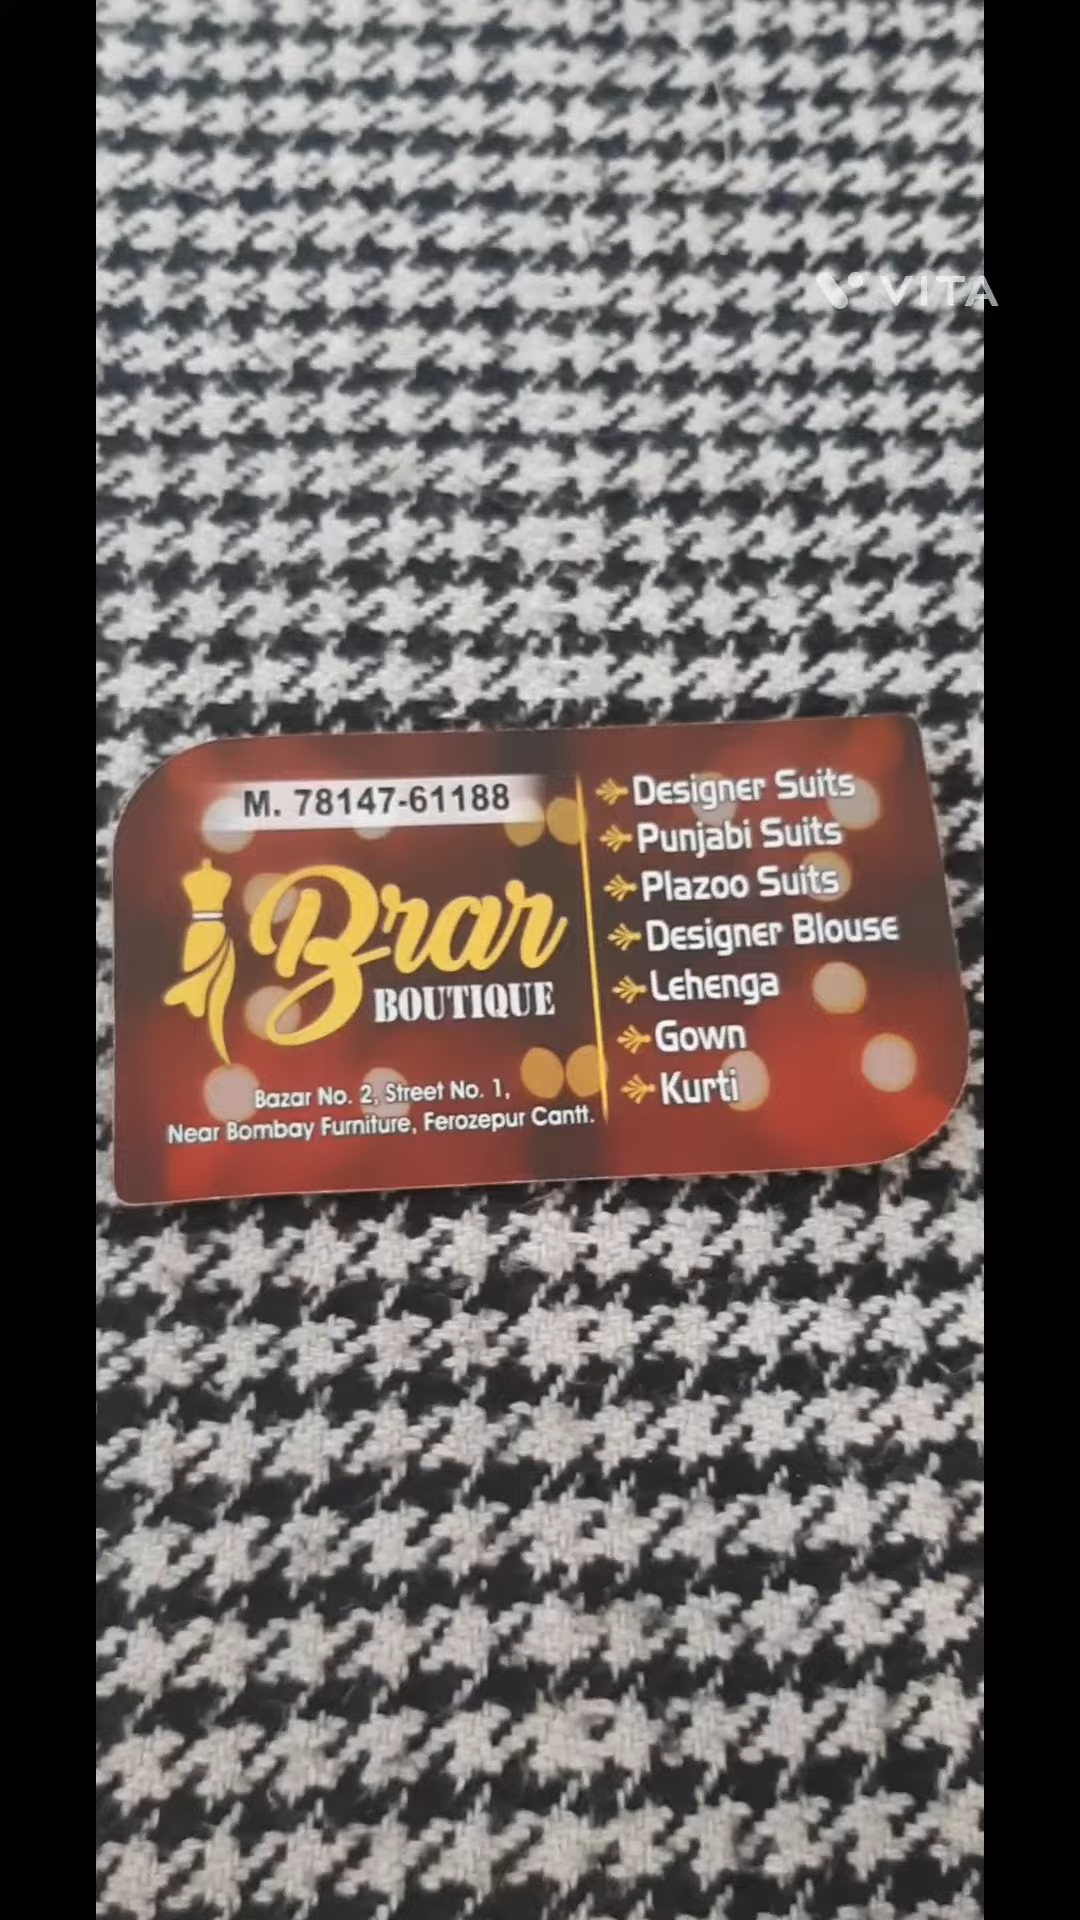 VITA
M. 78147-61188
Brar
BOUTIQUE
Bazar No. 2, Street No. 1,
Near Bombay Furniture, Ferozepur Cantt.
Designer Suits
Punjabi Suits
Plazoo Suits
Designer Blouse
Lehenga
Gown
Kurti